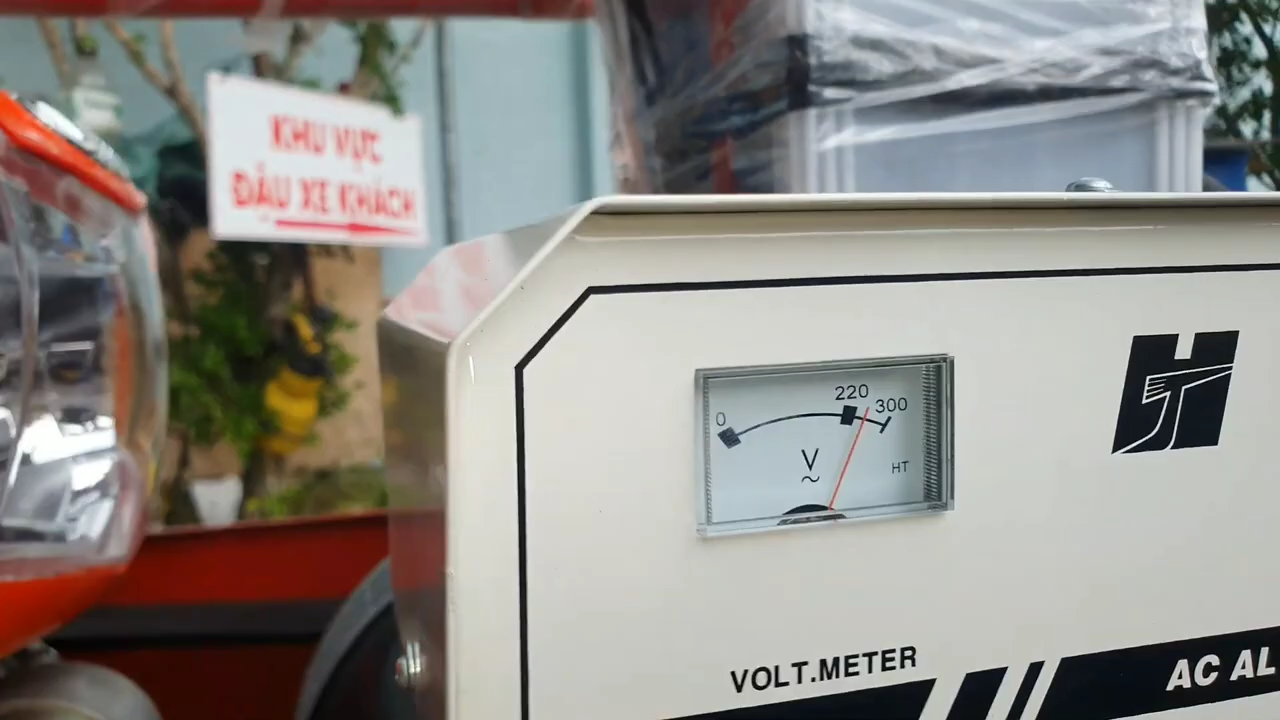 KHU VỰC
ĐẬU XE KHÁCH
0
220
300
V
HT
VOLT.METER
AC AL